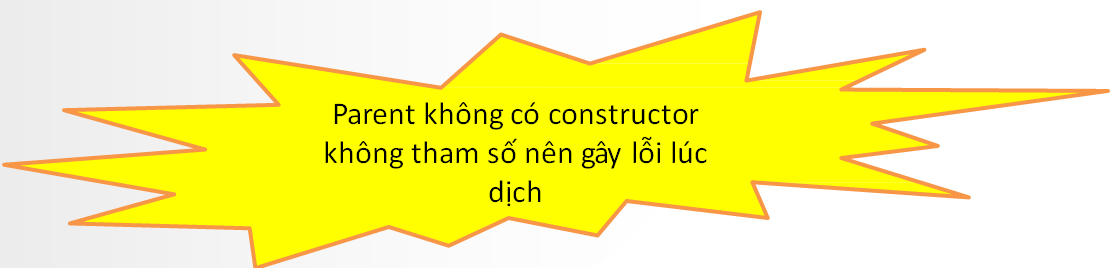 Parent không có constructor
không tham số nên gây lỗi lúc
dịch